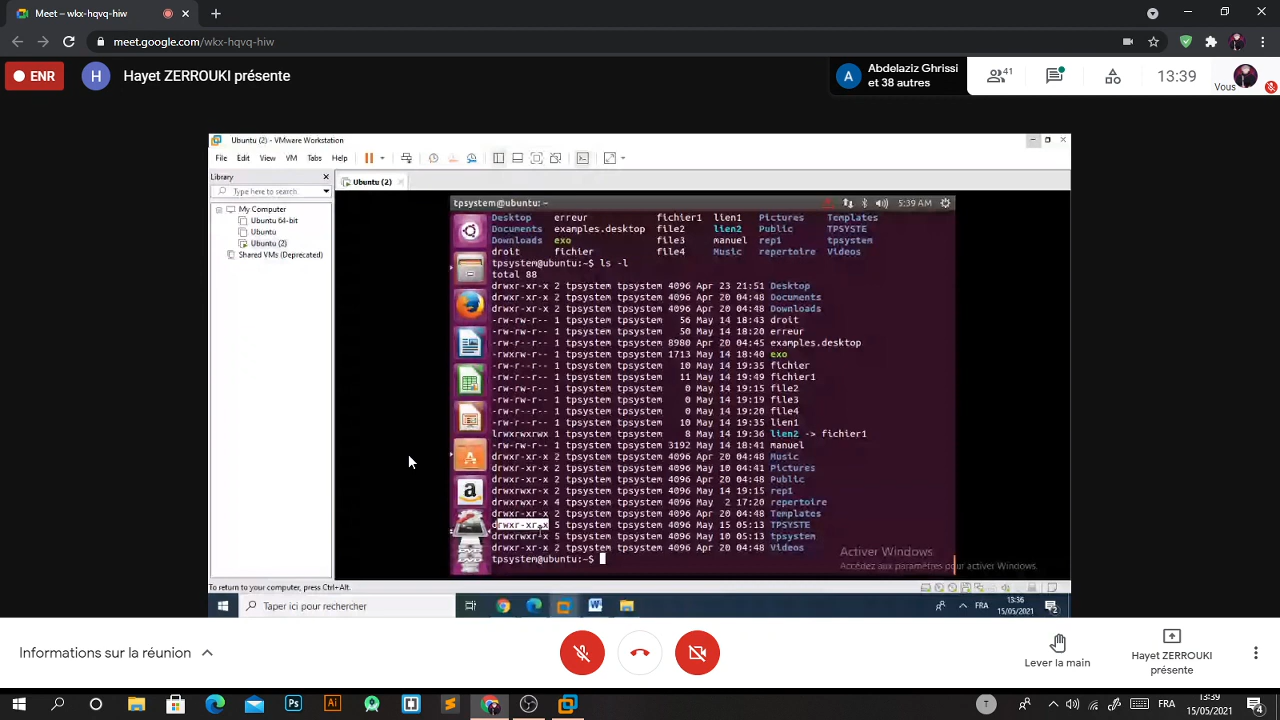 Meet – wkx-hqvq-hiw
meet.google.com/wkx-hqvq-hiw
ENR
H
Hayet ZERROUKI présente
A
Abdelaziz Ghrissi
et 38 autres
41
13:39
Vous
Ubuntu (2) - VMware Workstation
File Edit View VM Tabs Help
Library
Type here to search
My Computer
Ubuntu 64-bit
Ubuntu
Ubuntu (2)
Shared VMs (Deprecated)
Ubuntu (2)
tpsystem@ubuntu: ~
5:39 AM
Desktop erreur fichier1 lien1 Pictures Templates
Documents examples.desktop file2 lien2 Public TPSYSTE
Downloads exo file3 manuel rep1 tpsystem
droit fichier file4 Music repertoire Videos
tpsystem@ubuntu:~$ ls -l
total 88
drwxr-xr-x 2 tpsystem tpsystem 4096 Apr 23 21:51 Desktop
drwxr-xr-x 2 tpsystem tpsystem 4096 Apr 20 04:48 Documents
drwxr-xr-x 2 tpsystem tpsystem 4096 Apr 20 04:48 Downloads
-rw-rw-r-- 1 tpsystem tpsystem 56 May 14 18:43 droit
-rw-rw-r-- 1 tpsystem tpsystem 50 May 14 18:20 erreur
-rw-r--r-- 1 tpsystem tpsystem 8980 Apr 20 04:45 examples.desktop
-rwxrw-r-- 1 tpsystem tpsystem 1713 May 14 18:40 exo
-rw-r--r-- 1 tpsystem tpsystem 10 May 14 19:35 fichier
-rw-r--r-- 1 tpsystem tpsystem 11 May 14 19:49 fichier1
-rw-rw-r-- 1 tpsystem tpsystem 0 May 14 19:15 file2
-rw-rw-r-- 1 tpsystem tpsystem 0 May 14 19:19 file3
-rw-r--r-- 1 tpsystem tpsystem 0 May 14 19:20 file4
-rw-r--r-- 1 tpsystem tpsystem 10 May 14 19:35 lien1
lrwxrwxrwx 1 tpsystem tpsystem 8 May 14 19:36 lien2 -> fichier1
-rw-rw-r-- 1 tpsystem tpsystem 3192 May 14 18:41 manuel
drwxr-xr-x 2 tpsystem tpsystem 4096 Apr 20 04:48 Music
drwxr-xr-x 2 tpsystem tpsystem 4096 May 10 04:41 Pictures
drwxr-xr-x 2 tpsystem tpsystem 4096 Apr 20 04:48 Public
drwxrwxr-x 2 tpsystem tpsystem 4096 May 14 19:15 rep1
drwxrwxr-x 4 tpsystem tpsystem 4096 May 2 17:20 repertoire
drwxr-xr-x 2 tpsystem tpsystem 4096 Apr 20 04:48 Templates
drwxr-xr-x 5 tpsystem tpsystem 4096 May 15 05:13 TPSYSTE
drwxrwxr-x 5 tpsystem tpsystem 4096 May 10 05:13 tpsystem
drwxr-xr-x 2 tpsystem tpsystem 4096 Apr 20 04:48 Videos
tpsystem@ubuntu:~$
Activer Windows
Accédez aux paramètres pour activer Windows.
To return to your computer, press Ctrl+Alt.
Taper ici pour rechercher
FRA
13:36
15/05/2021
2
Informations sur la réunion
Lever la main
Hayet ZERROUKI
présente
Ps
Ai
T
FRA
13:39
15/05/2021
4